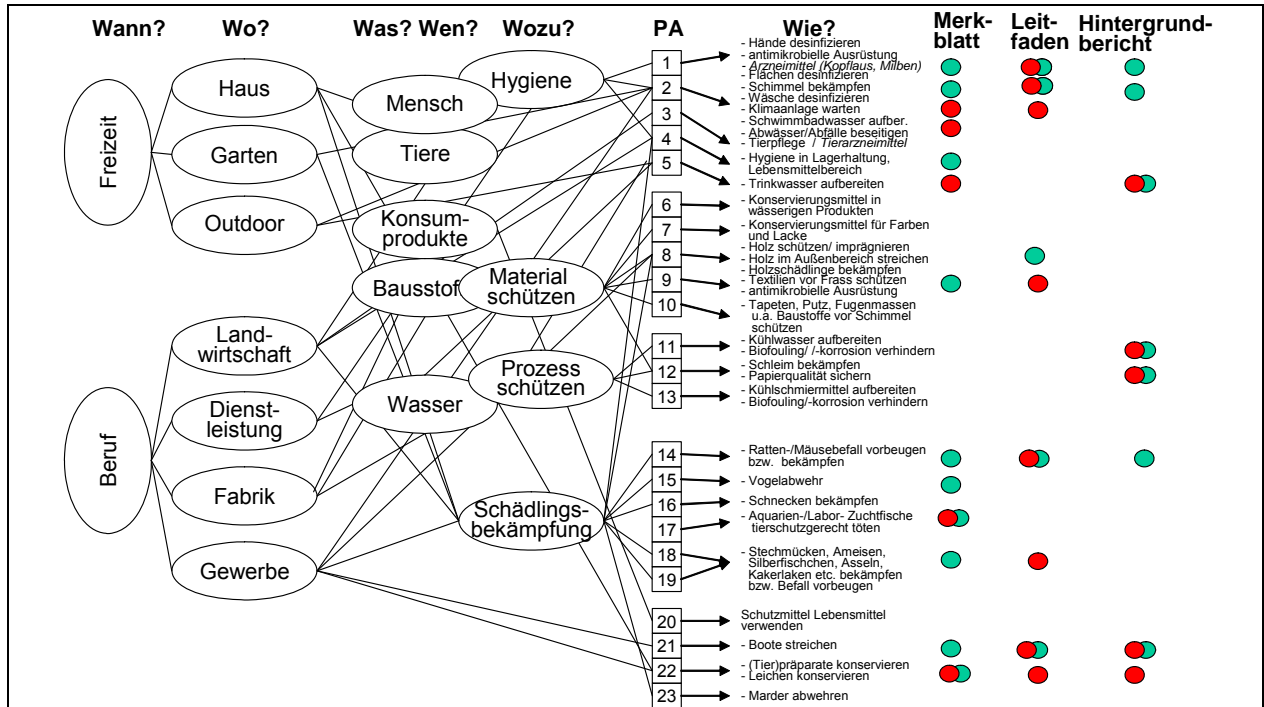 Wann?
Wo?
Was? Wen?
Wozu?
PA
Wie?
Merk-
blatt
Leit-
faden
Hintergrund-
bericht
Freizeit
Beruf
Haus
Garten
Outdoor
Land-
wirtschaft
Dienst-
leistung
Fabrik
Gewerbe
Mensch
Tiere
Konsum-
produkte
Baustof
Wasser
Hygiene
Material
schützen
Prozess
schützen
Schädlings-
bekämpfung
1
2
3
4
5
6
7
8
9
10
11
12
13
14
15
16
17
18
19
20
21
22
23
- Hände desinfizieren
- antimikrobielle Ausrüstung
- Arzneimittel (Kopflaus, Milben)
- Flächen desinfizieren
- Schimmel bekämpfen
- Wäsche desinfizieren
- Klimaanlage warten
- Schwimmbadwasser aufber.
- Abwässer/Abfälle beseitigen
- Tierpflege / Tierarzneimittel
- Hygiene in Lagerhaltung,
Lebensmittelbereich
- Trinkwasser aufbereiten
- Konservierungsmittel in
wässerigen Produkten
- Konservierungsmittel für Farben
und Lacke
- Holz schützen/ imprägnieren
- Holz im Außenbereich streichen
- Holzschädlinge bekämpfen
- Textilien vor Frass schützen
- antimikrobielle Ausrüstung
- Tapeten, Putz, Fugenmassen
u.a. Baustoffe vor Schimmel
schützen
- Kühlwasser aufbereiten
- Biofouling/ /-korrosion verhindern
- Schleim bekämpfen
- Papierqualität sichern
- Kühlschmiermittel aufbereiten
- Biofouling/-korrosion verhindern
- Ratten-/Mäusebefall vorbeugen
bzw. bekämpfen
- Vogelabwehr
- Schnecken bekämpfen
- Aquarien-/Labor- Zuchtfische
tierschutzgerecht töten
- Stechmücken, Ameisen,
Silberfischchen, Asseln,
Kakerlaken etc. bekämpfen
bzw. Befall vorbeugen
Schutzmittel Lebensmittel
verwenden
- Boote streichen
- (Tier)präparate konservieren
- Leichen konservieren
- Marder abwehren